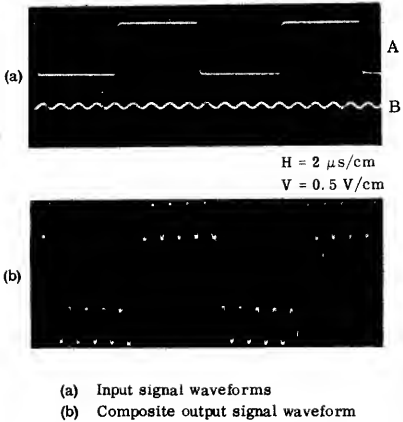 A
(a)
B
H = 2 μs/cm
V = 0.5 V/cm
(b)
(a) Input signal waveforms
(b) Composite output signal waveform